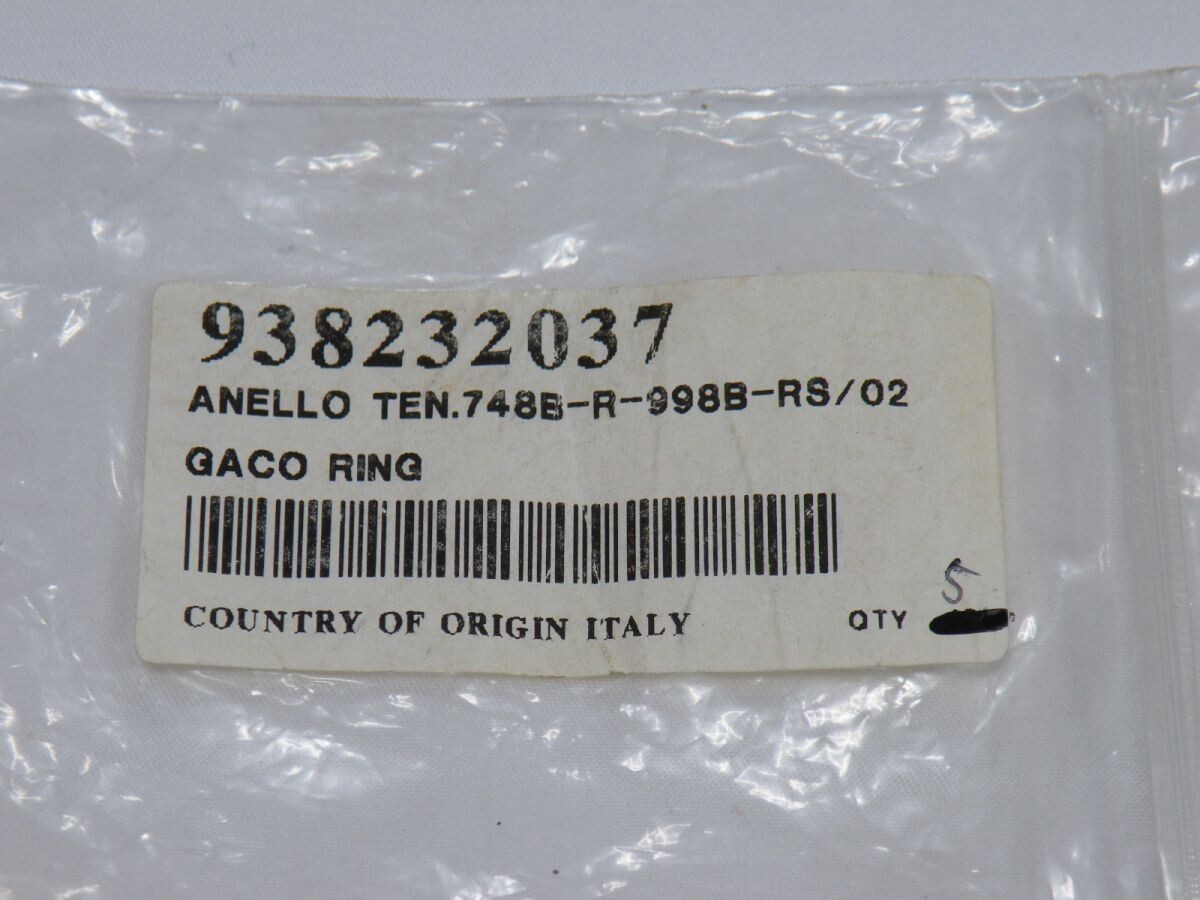 938232037
ANELLO TEN.748B-R-998B-RS/02
GACO RING
COUNTRY OF ORIGIN ITALY
QTY 5